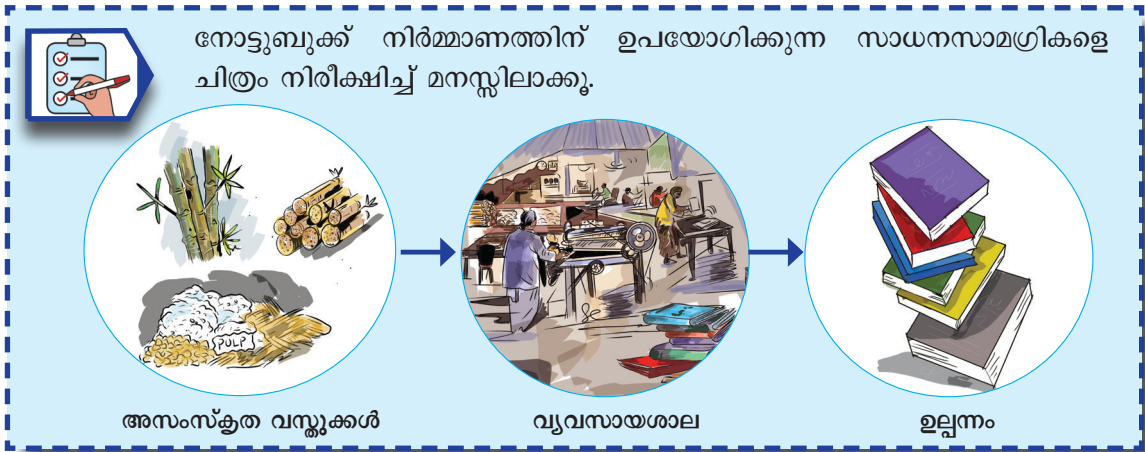 നോട്ടുബുക്ക് നിർമ്മാണത്തിന് ഉപയോഗിക്കുന്ന സാധനസാമഗ്രികളെ
ചിത്രം നിരീക്ഷിച്ച് മനസ്സിലാക്കൂ.
PULP
അസംസ്കൃത വസ്തുക്കൾ
വ്യവസായശാല
ഉല്പന്നം